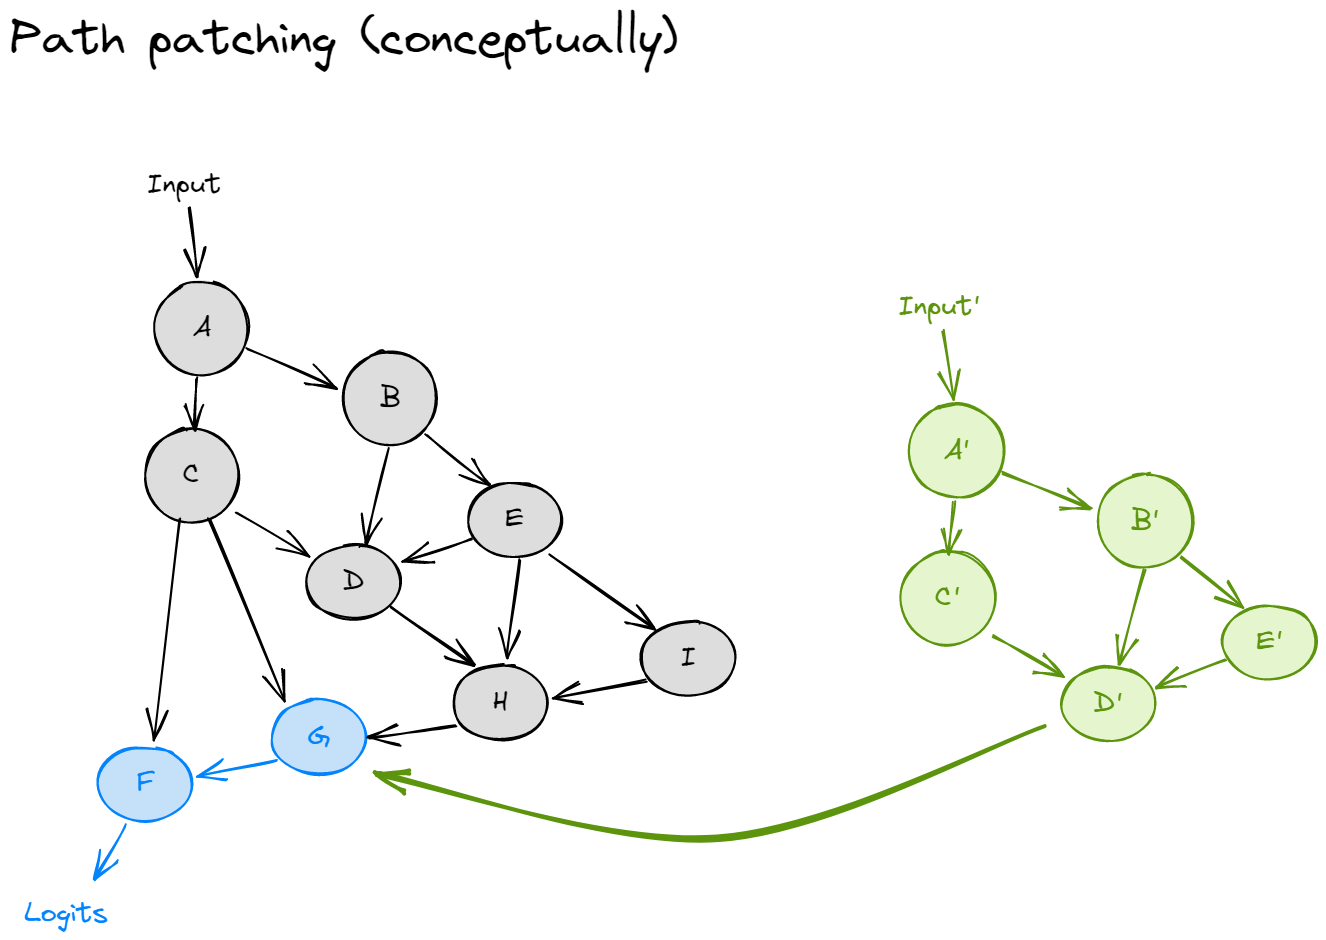 Path patching (conceptually)
Input
A
B
C
E
D
I
H
G
F
Logits
Input'
A'
B'
C'
E'
D'